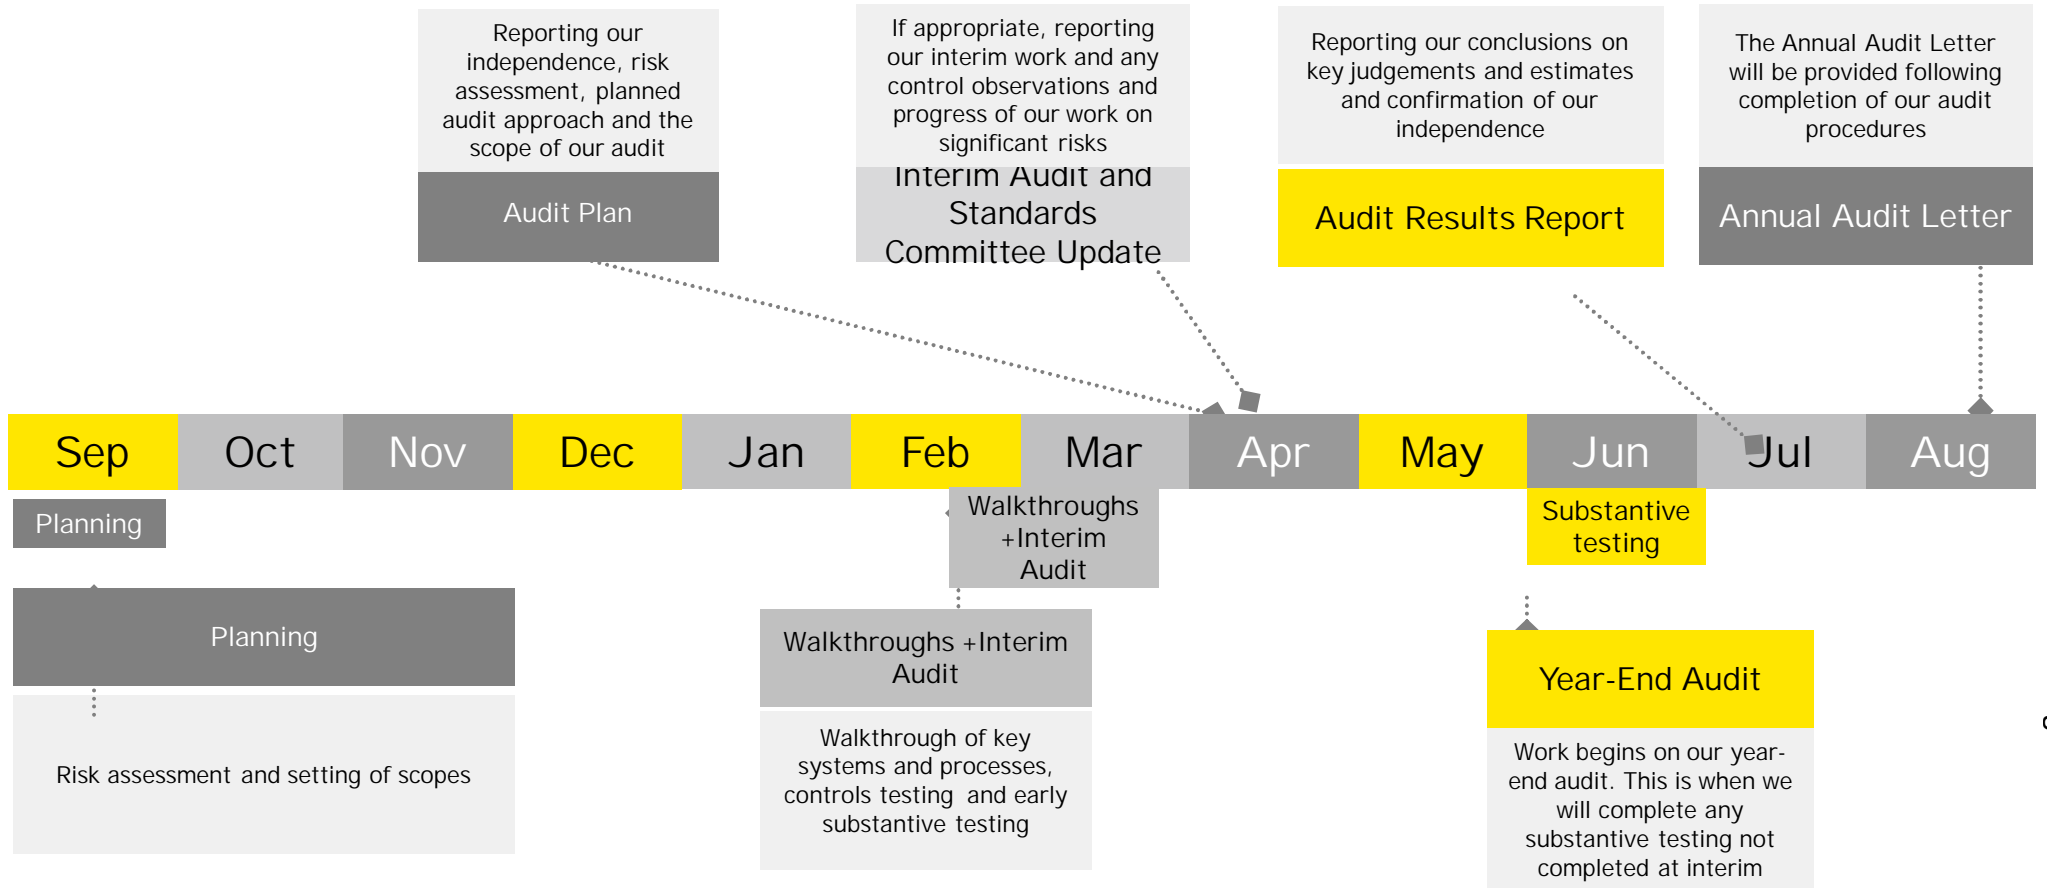 Reporting our
independence, risk
assessment, planned
audit approach and the
scope of our audit
Audit Plan
If appropriate, reporting
our interim work and any
control observations and
progress of our work on
significant risks
Interim Audit and
Standards
Committee Update
Reporting our conclusions on
key judgements and estimates
and confirmation of our
independence
Audit Results Report
The Annual Audit Letter
will be provided following
completion of our audit
procedures
Annual Audit Letter
Sep
Oct
Nov
Dec
Jan
Feb
Mar
Apr
May
Jun
Jul
Aug
Planning
Walkthroughs
+Interim
Audit
Substantive
testing
Planning
Risk assessment and setting of scopes
Walkthroughs +Interim
Audit
Walkthrough of key
systems and processes,
controls testing and early
substantive testing
Year-End Audit
Work begins on our year-
end audit. This is when we
will complete any
substantive testing not
completed at interim